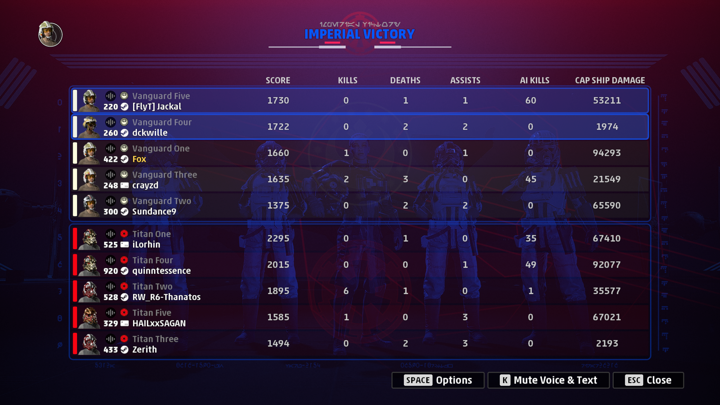 IMPERIAL VICTORY
SCORE KILLS DEATHS ASSISTS AI KILLS CAP SHIP DAMAGE
Vanguard Five
220 [FlyT] Jackal 1730 0 1 1 60 53211
Vanguard Four
260 dckwille 1722 0 2 2 0 1974
Vanguard One
422 Fox 1660 1 0 1 0 94293
Vanguard Three
248 crayzd 1635 2 3 0 45 21549
Vanguard Two
300 Sundance9 1375 0 2 2 0 65590
Titan One
525 iLorhin 2295 0 1 0 35 67410
Titan Four
920 quinntessence 2015 0 0 1 49 92077
Titan Two
528 RW_R6-Thanatos 1895 6 1 0 1 35577
Titan Five
329 HAILxxSAGAN 1585 1 0 3 0 67021
Titan Three
433 Zerith 1494 0 2 3 0 2193
SPACE Options K Mute Voice & Text ESC Close